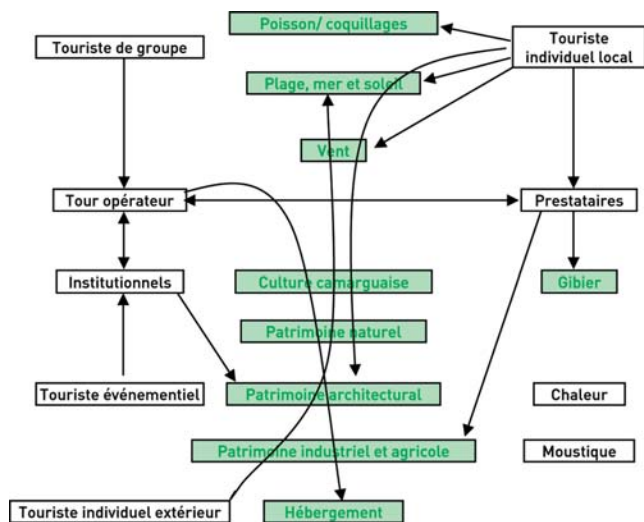 Poisson/ coquillages
Touriste de groupe
Touriste
individuel local
Plage, mer et soleil
Vent
Tour opérateur
Prestataires
Institutionnels
Culture camarguaise
Gibier
Patrimoine naturel
Touriste événementiel
Patrimoine architectural
Chaleur
Patrimoine industriel et agricole
Moustique
Touriste individuel extérieur
Hébergement